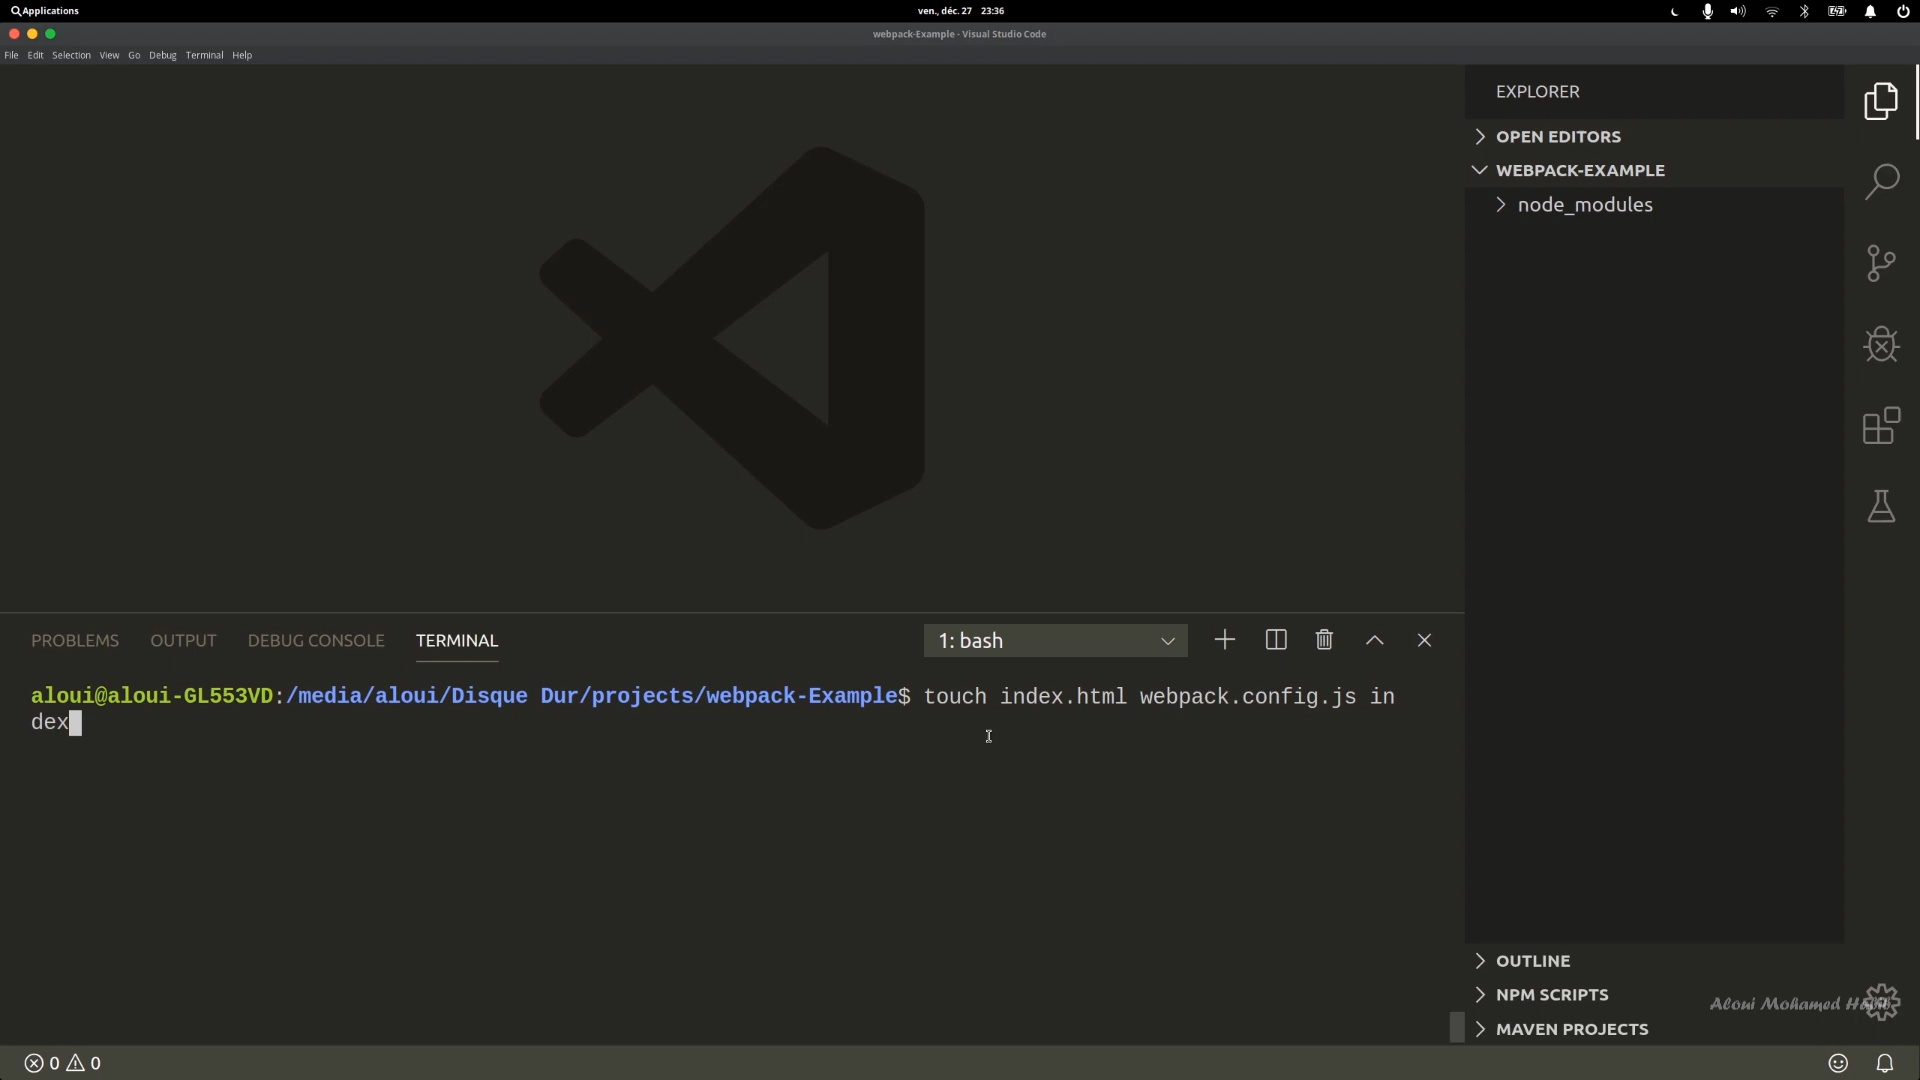 Applications
ven., déc. 27 23:36
webpack-Example - Visual Studio Code
File Edit Selection View Go Debug Terminal Help
EXPLORER
OPEN EDITORS
WEBPACK-EXAMPLE
node_modules
PROBLEMS OUTPUT DEBUG CONSOLE TERMINAL
1: bash
aloui@aloui-GL553VD:/media/aloui/Disque Dur/projects/webpack-Example$ touch index.html webpack.config.js in
dex
OUTLINE
NPM SCRIPTS
Aloui Mohamed Habib
MAVEN PROJECTS
0 0